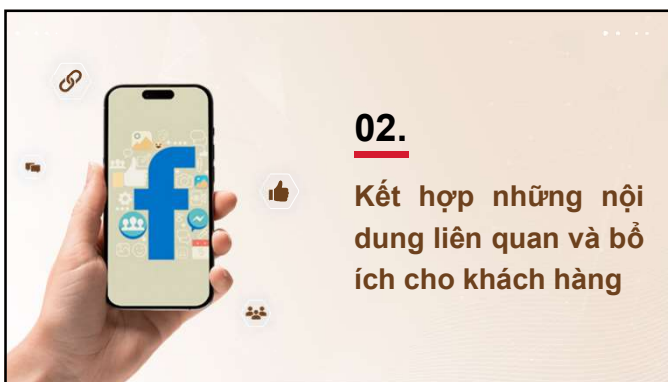 02.
Kết hợp những nội
dung liên quan và bổ
ích cho khách hàng